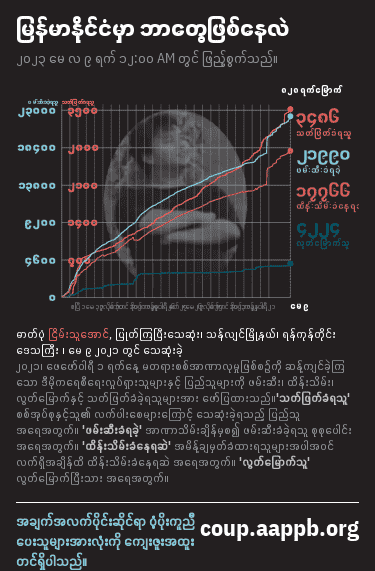 မြန်မာနိုင်ငံမှာ ဘာတွေဖြစ်နေလဲ
၂၀၂၃ မေ လ ၉ ရက် ၁၂:၀၀ AM တွင် ဖြည့်စွက်သည်။
၈၂၈ရက်မြောက်
၂၃၀၀၀
၃၅၀၀
၃၄၈၆
သတ်ဖြတ်ခံရသူ
၂၁၉၉၀
ဖမ်းဆီးခံရခဲ့
၁၇၇၆၆
ထိန်းသိမ်းခံနေရ
၄၂၂၄
လွတ်မြောက်သူ
၉၂၀၀
၁၄၀၀
၄၆၀၀
၇၀၀
၀
မေ ၉
ဓာတ်ပုံ ငြိမ်းသူအောင်, ပြုတ်ကြပြီးသေဆုံး၊ သန်လျင်မြို့နယ်၊ ရန်ကုန်တိုင်း
ဒေသကြီး ၊ မေ ၉ ၂၀၂၁ တွင် သေဆုံးခဲ့
၂၀၂၁၊ ဖေဖော်ဝါရီ ၁ ရက်နေ့ မတရားစစ်အာဏာလုမှုဖြစ်စဉ်ကို ဆန့်ကျင်ခဲ့ကြ
သော ဒီမိုကရေစီရေးလှုပ်ရှားသူများနှင့် ပြည်သူများကို ဖမ်းဆီး၊ ထိန်းသိမ်း၊
လွတ်မြောက်နှင့် သတ်ဖြတ်ခံရသူများအား ဖော်ပြထားသည်။'သတ်ဖြတ်ခံရသူ'
စစ်အုပ်စုနှင့်သူ၏ လက်ပါးစေများကြောင့် သေဆုံးခဲ့ရသည့် ပြည်သူ
အရေအတွက်။ 'ဖမ်းဆီးခံရခဲ့' အာဏာသိမ်းချိန်မှစ၍ ဖမ်းဆီးခံခဲ့ရသူ စုစုပေါင်း
အရေအတွက်။ 'ထိန်းသိမ်းခံနေရဆဲ' အမိန့်ချမှတ်ခံထားရသူများအပါအဝင်
လက်ရှိအချိန်ထိ ထိန်းသိမ်းခံနေရဆဲ အရေအတွက်။ 'လွတ်မြောက်သူ'
လွတ်မြောက်ပြီးသား အရေအတွက်။
အချက်အလက်ပိုင်းဆိုင်ရာ ပံ့ပိုးကူညီ
ပေးသူများအားလုံးကို ကျေးဇူးအထူး
တင်ရှိပါသည်။
coup.aappb.org